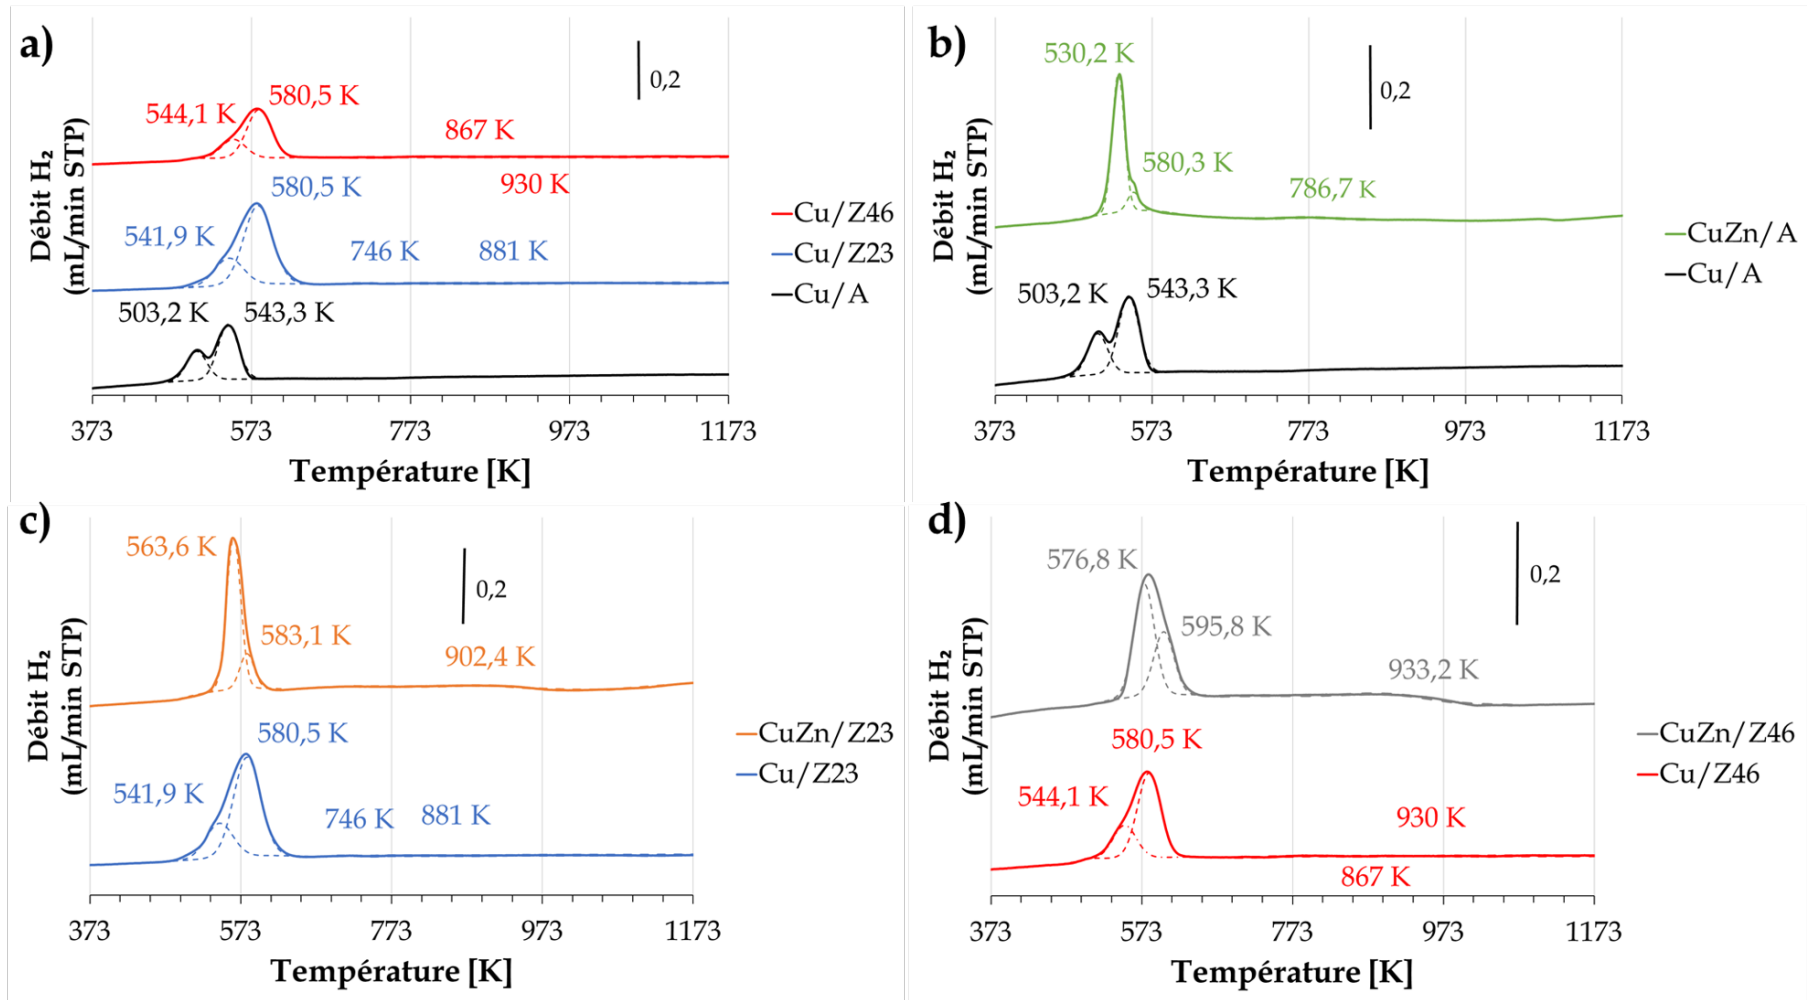 a)
Débit H₂
(mL/min STP)
544,1 K
580,5 K
0,2
867 K
930 K
580,5 K
541,9 K
746 K
881 K
503,2 K
543,3 K
Cu/Z46
Cu/Z23
Cu/A
373
573
773
973
1173
Température [K]
b)
Débit H₂
(mL/min STP)
530,2 K
0,2
580,3 K
786,7 K
503,2 K
543,3 K
CuZn/A
Cu/A
373
573
773
973
1173
Température [K]
c)
Débit H₂
(mL/min STP)
563,6 K
0,2
583,1 K
902,4 K
580,5 K
541,9 K
746 K
881 K
CuZn/Z23
Cu/Z23
373
573
773
973
1173
Température [K]
d)
Débit H₂
(mL/min STP)
576,8 K
0,2
595,8 K
933,2 K
580,5 K
544,1 K
930 K
867 K
CuZn/Z46
Cu/Z46
373
573
773
973
1173
Température [K]